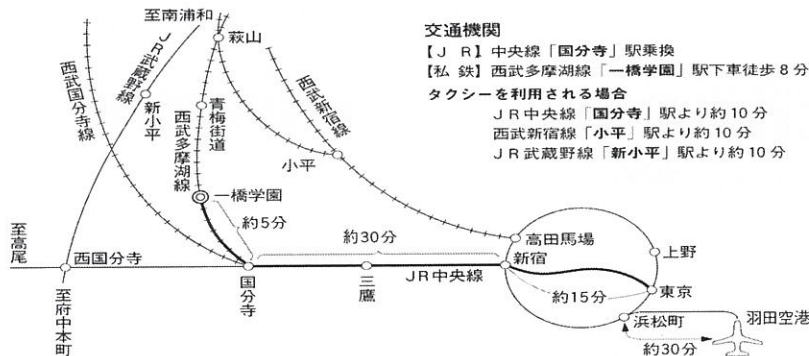 至南浦和
萩山
JR武蔵野線
西武国分寺線
新小平
青梅街道
西武多摩湖線
西武新宿線
小平
一橋学園
約5分
至高尾
西国分寺
約30分
高田馬場
新宿
上野
国分寺
三鷹
JR中央線
約15分
東京
至府中本町
浜松町
羽田空港
約30分
交通機関
【J R】中央線「国分寺」駅乗換
【私 鉄】西武多摩湖線「一橋学園」駅下車徒歩8分
タクシーを利用される場合
JR中央線「国分寺」駅より約10分
西武新宿線「小平」駅より約10分
JR武蔵野線「新小平」駅より約10分